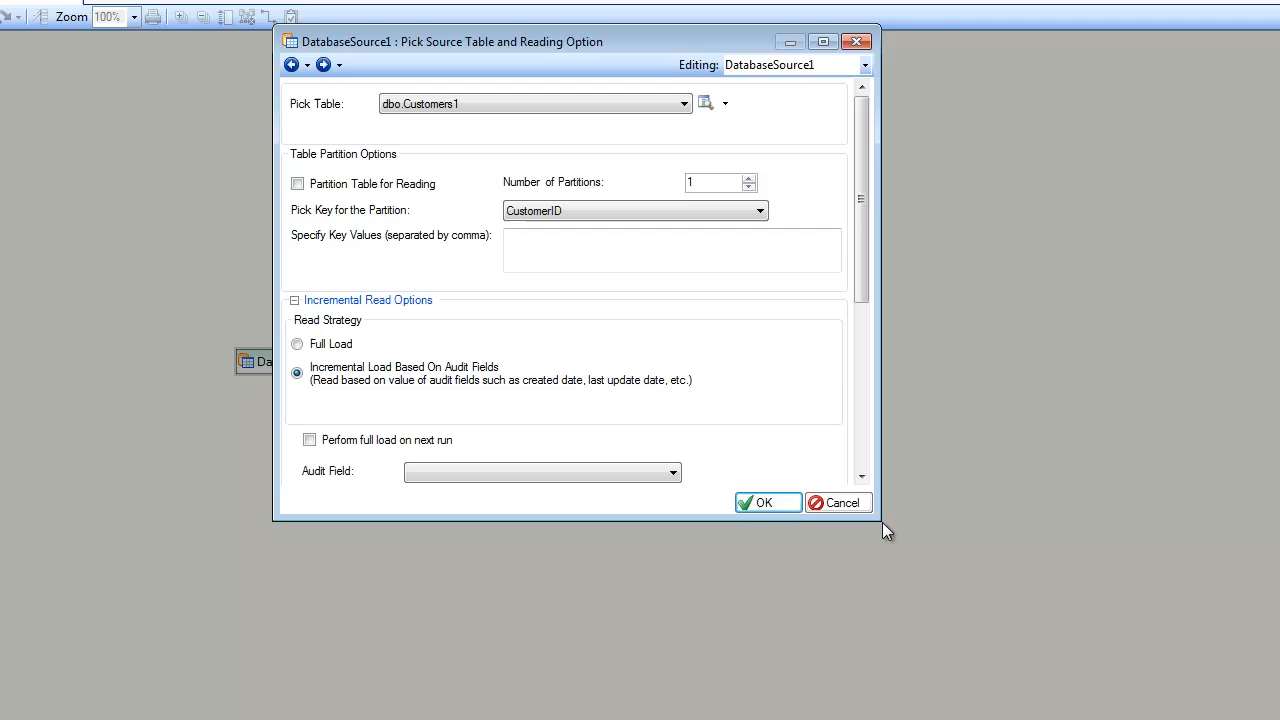 Zoom 100%
DatabaseSource1 : Pick Source Table and Reading Option
Editing: DatabaseSource1
Pick Table: dbo.Customers1
Table Partition Options
Partition Table for Reading Number of Partitions: 1
Pick Key for the Partition: CustomerID
Specify Key Values (separated by comma):
Incremental Read Options
Read Strategy
Full Load
Da
Incremental Load Based On Audit Fields
(Read based on value of audit fields such as created date, last update date, etc.)
Perform full load on next run
Audit Field:
OK Cancel